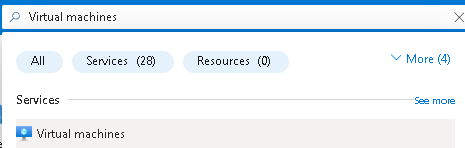 Virtual machines
All Services (28) Resources (0) More (4)
Services See more
Virtual machines